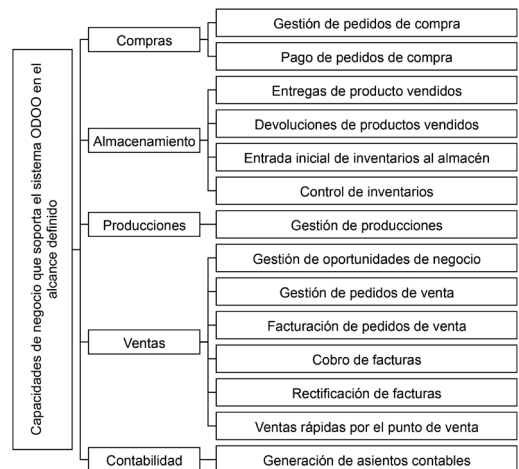 Capacidades de negocio que soporta el sistema ODOO en el
alcance definido
Compras
Gestión de pedidos de compra
Pago de pedidos de compra
Almacenamiento
Entregas de producto vendidos
Devoluciones de productos vendidos
Entrada inicial de inventarios al almacén
Control de inventarios
Producciones
Gestión de producciones
Ventas
Gestión de oportunidades de negocio
Gestión de pedidos de venta
Facturación de pedidos de venta
Cobro de facturas
Rectificación de facturas
Ventas rápidas por el punto de venta
Contabilidad
Generación de asientos contables